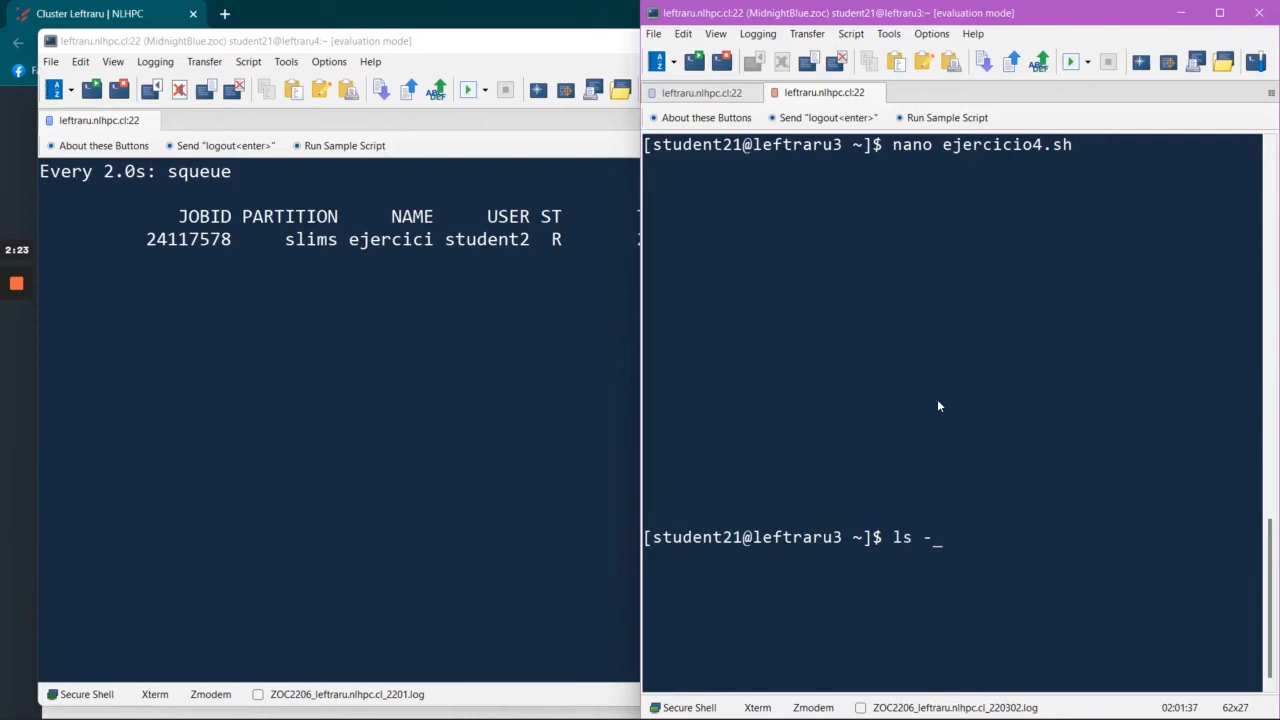 Cluster Leftraru | NLHPC
leftraru.nlhpc.cl:22 (MidnightBlue.zoc) student21@leftraru4:~ [evaluation mode]
File Edit View Logging Transfer Script Tools Options Help
leftraru.nlhpc.cl:22
About these Buttons Send "logout<enter>" Run Sample Script
Every 2.0s: squeue
JOBID PARTITION NAME USER ST
24117578 slims ejercici student2 R
2:23
Secure Shell Xterm Zmodem ZOC2206_leftraru.nlhpc.cl_2201.log
leftraru.nlhpc.cl:22 (MidnightBlue.zoc) student21@leftraru3:~ [evaluation mode]
File Edit View Logging Transfer Script Tools Options Help
leftraru.nlhpc.cl:22 leftraru.nlhpc.cl:22
About these Buttons Send "logout<enter>" Run Sample Script
[student21@leftraru3 ~]$ nano ejercicio4.sh
[student21@leftraru3 ~]$ ls -_
Secure Shell Xterm Zmodem ZOC2206_leftraru.nlhpc.cl_220302.log 02:01:37 62x27